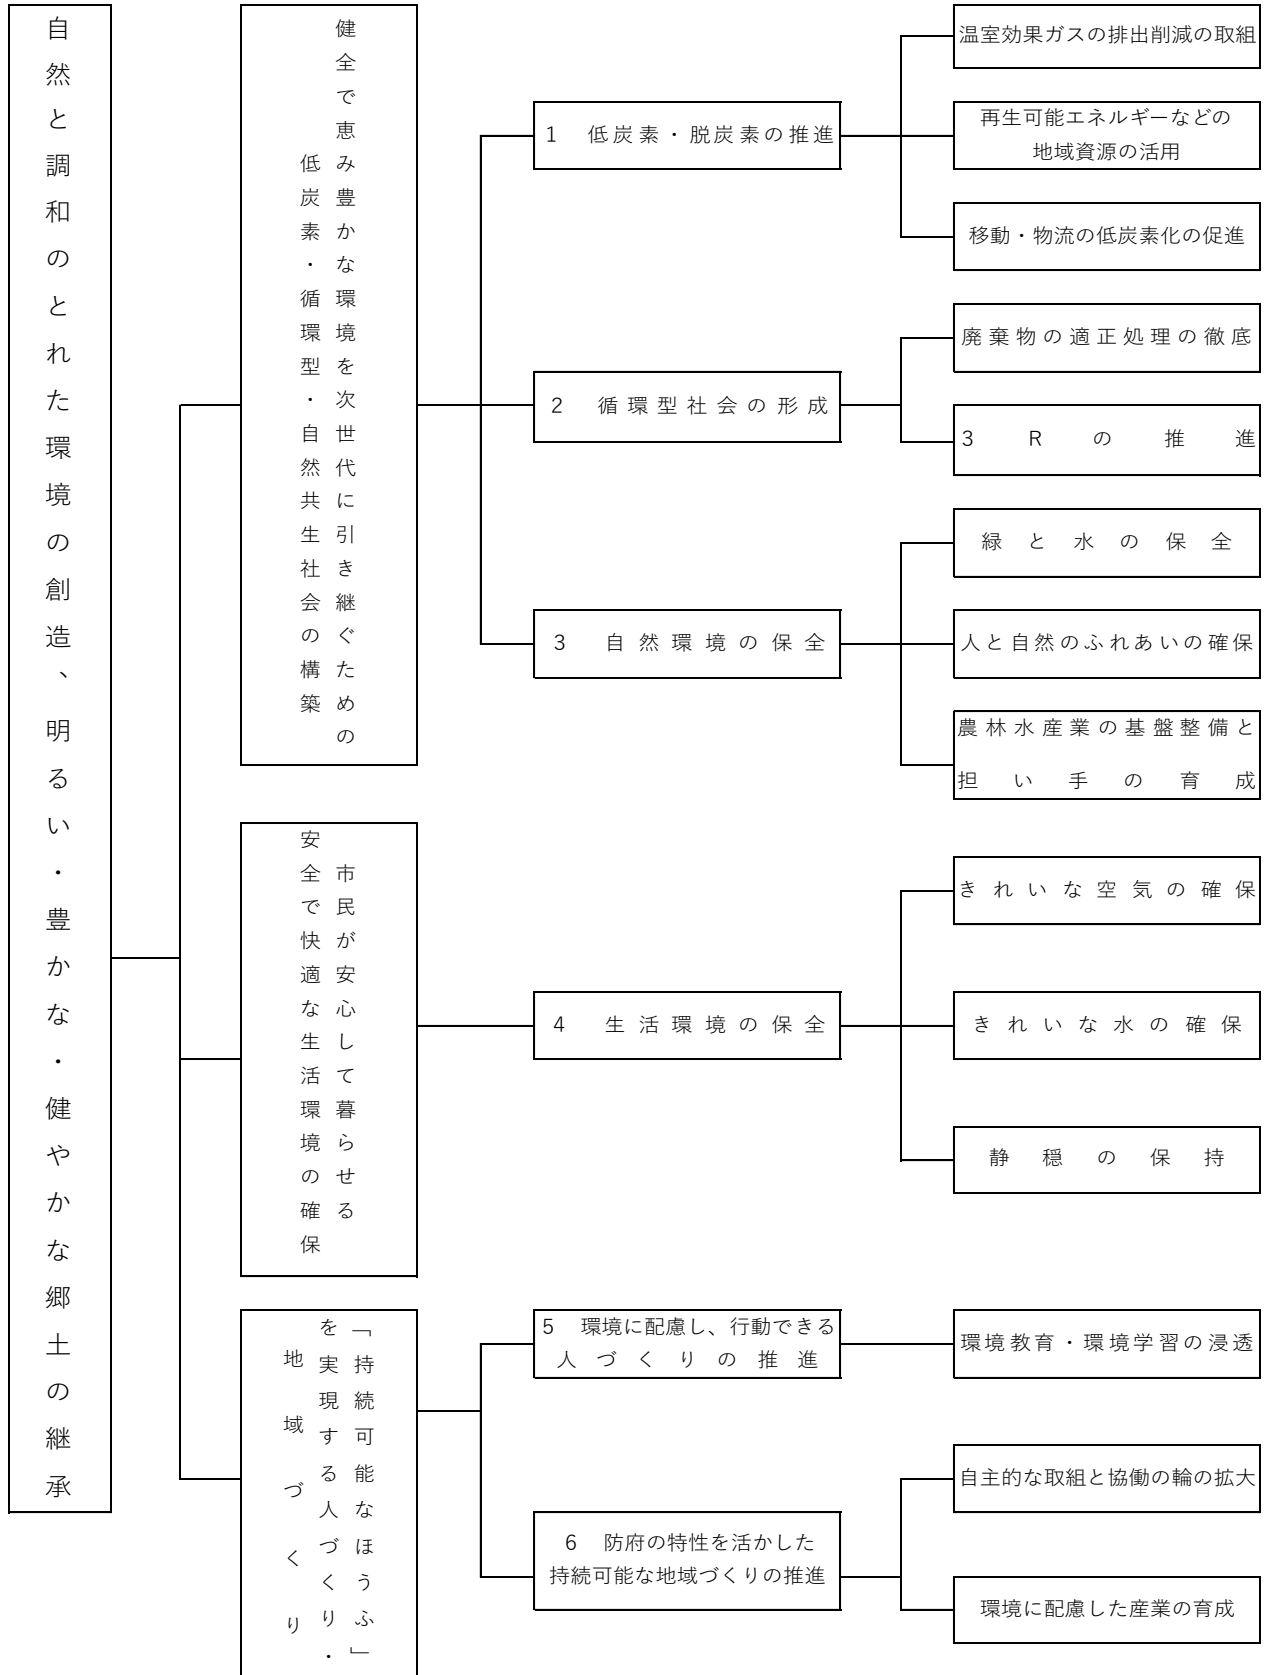 自然と調和のとれた環境の創造、明るい・豊かな・健やかな郷土の継承
健全で恵み豊かな環境を次世代に引き継ぐための
低炭素・循環型・自然共生社会の構築
1　低炭素・脱炭素の推進
温室効果ガスの排出削減の取組
再生可能エネルギーなどの
地域資源の活用
移動・物流の低炭素化の促進
2　循環型社会の形成
廃棄物の適正処理の徹底
3Rの推進
3　自然環境の保全
緑と水の保全
人と自然のふれあいの確保
農林水産業の基盤整備と
担い手の育成
市民が安心して暮らせる
安全で快適な生活環境の確保
4　生活環境の保全
きれいな空気の確保
きれいな水の確保
静穏の保持
「持続可能なほうふ」
を実現する人づくり・
地域づくり
5　環境に配慮し、行動できる
人づくりの推進
環境教育・環境学習の浸透
6　防府の特性を活かした
持続可能な地域づくりの推進
自主的な取組と協働の輪の拡大
環境に配慮した産業の育成